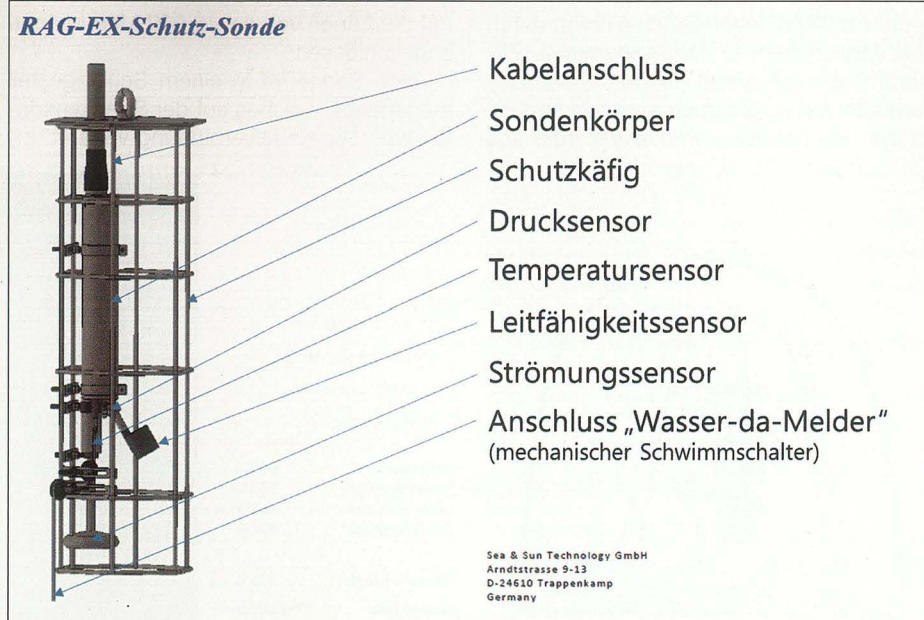 RAG-EX-Schutz-Sonde
Kabelanschluss
Sondenkörper
Schutzkäfig
Drucksensor
Temperatursensor
Leitfähigkeitssensor
Strömungssensor
Anschluss „Wasser-da-Melder“
(mechanischer Schwimmschalter)
Sea & Sun Technology GmbH
Arndtstrasse 9-13
D-24610 Trappenkamp
Germany